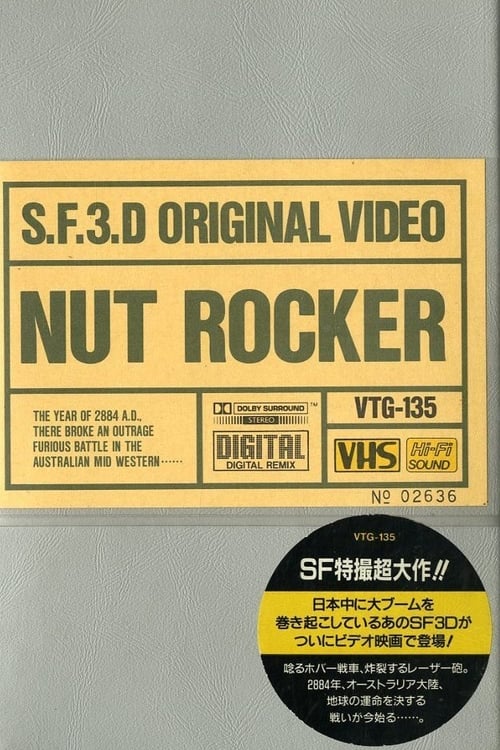 S.F.3.D ORIGINAL VIDEO
NUT ROCKER
THE YEAR OF 2884 A.D.,
THERE BROKE AN OUTRAGE
FURIOUS BATTLE IN THE
AUSTRALIAN MID WESTERN······
DOLBY SURROUND TM
STEREO
DIGITAL
DIGITAL REMIX
VTG-135
VHS
Hi-Fi
SOUND
No 02636
VTG-135
SF特撮超大作!!
日本中に大ブームを
巻き起こしているあのSF3Dが
ついにビデオ映画で登場!
唸るホバー戦車、炸裂するレーザー砲。
2884年、オーストラリア大陸、
地球の運命を決する
戦いが今始る……。